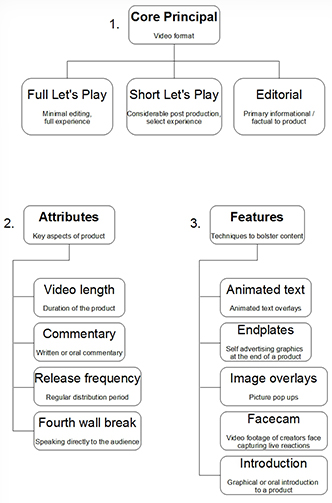 1.
Core Principal
Video format
Full Let's Play
Minimal editing,
full experience
Short Let's Play
Considerable post production,
select experience
Editorial
Primary informational /
factual to product
2.
Attributes
Key aspects of product
Video length
Duration of the product
Commentary
Written or oral commentary
Release frequency
Regular distribution period
Fourth wall break
Speaking directly to the audience
3.
Features
Techniques to bolster content
Animated text
Animated text overlays
Endplates
Self advertising graphics
at the end of a product
Image overlays
Picture pop ups
Facecam
Video footage of creators face
capturing live reactions
Introduction
Graphical or oral introduction
to a product